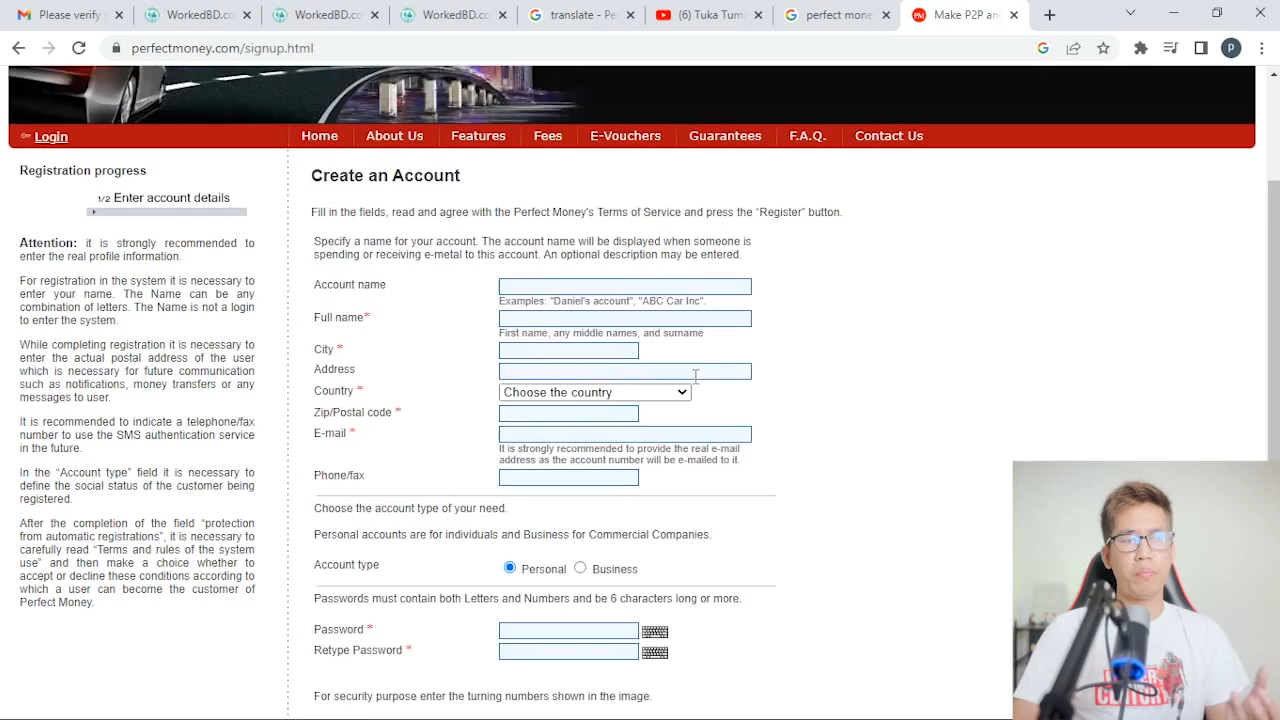 Please verify
WorkedBD.co
WorkedBD.co
WorkedBD.co
translate - Pe
(6) Tuka Tum
perfect mone
PM
Make P2P an
perfectmoney.com/signup.html
P
Login
Home
About Us
Features
Fees
E-Vouchers
Guarantees
F.A.Q.
Contact Us
Registration progress
1/2 Enter account details
Attention: it is strongly recommended to
enter the real profile information.
For registration in the system it is necessary to
enter your name. The Name can be any
combination of letters. The Name is not a login
to enter the system.
While completing registration it is necessary to
enter the actual postal address of the user
which is necessary for future communication
such as notifications, money transfers or any
messages to user.
It is recommended to indicate a telephone/fax
number to use the SMS authentication service
in the future.
In the "Account type" field it is necessary to
define the social status of the customer being
registered.
After the completion of the field "protection
from automatic registrations", it is necessary to
carefully read "Terms and rules of the system
use" and then make a choice whether to
accept or decline these conditions according to
which a user can become the customer of
Perfect Money.
Create an Account
Fill in the fields, read and agree with the Perfect Money's Terms of Service and press the "Register" button.
Specify a name for your account. The account name will be displayed when someone is
spending or receiving e-metal to this account. An optional description may be entered.
Account name
Examples: "Daniel's account", "ABC Car Inc".
Full name*
First name, any middle names, and surname
City *
Address
Country *
Choose the country
Zip/Postal code *
E-mail *
It is strongly recommended to provide the real e-mail
address as the account number will be e-mailed to it.
Phone/fax
Choose the account type of your need.
Personal accounts are for individuals and Business for Commercial Companies.
Account type
Personal
Business
Passwords must contain both Letters and Numbers and be 6 characters long or more.
Password *
Retype Password *
For security purpose enter the turning numbers shown in the image.